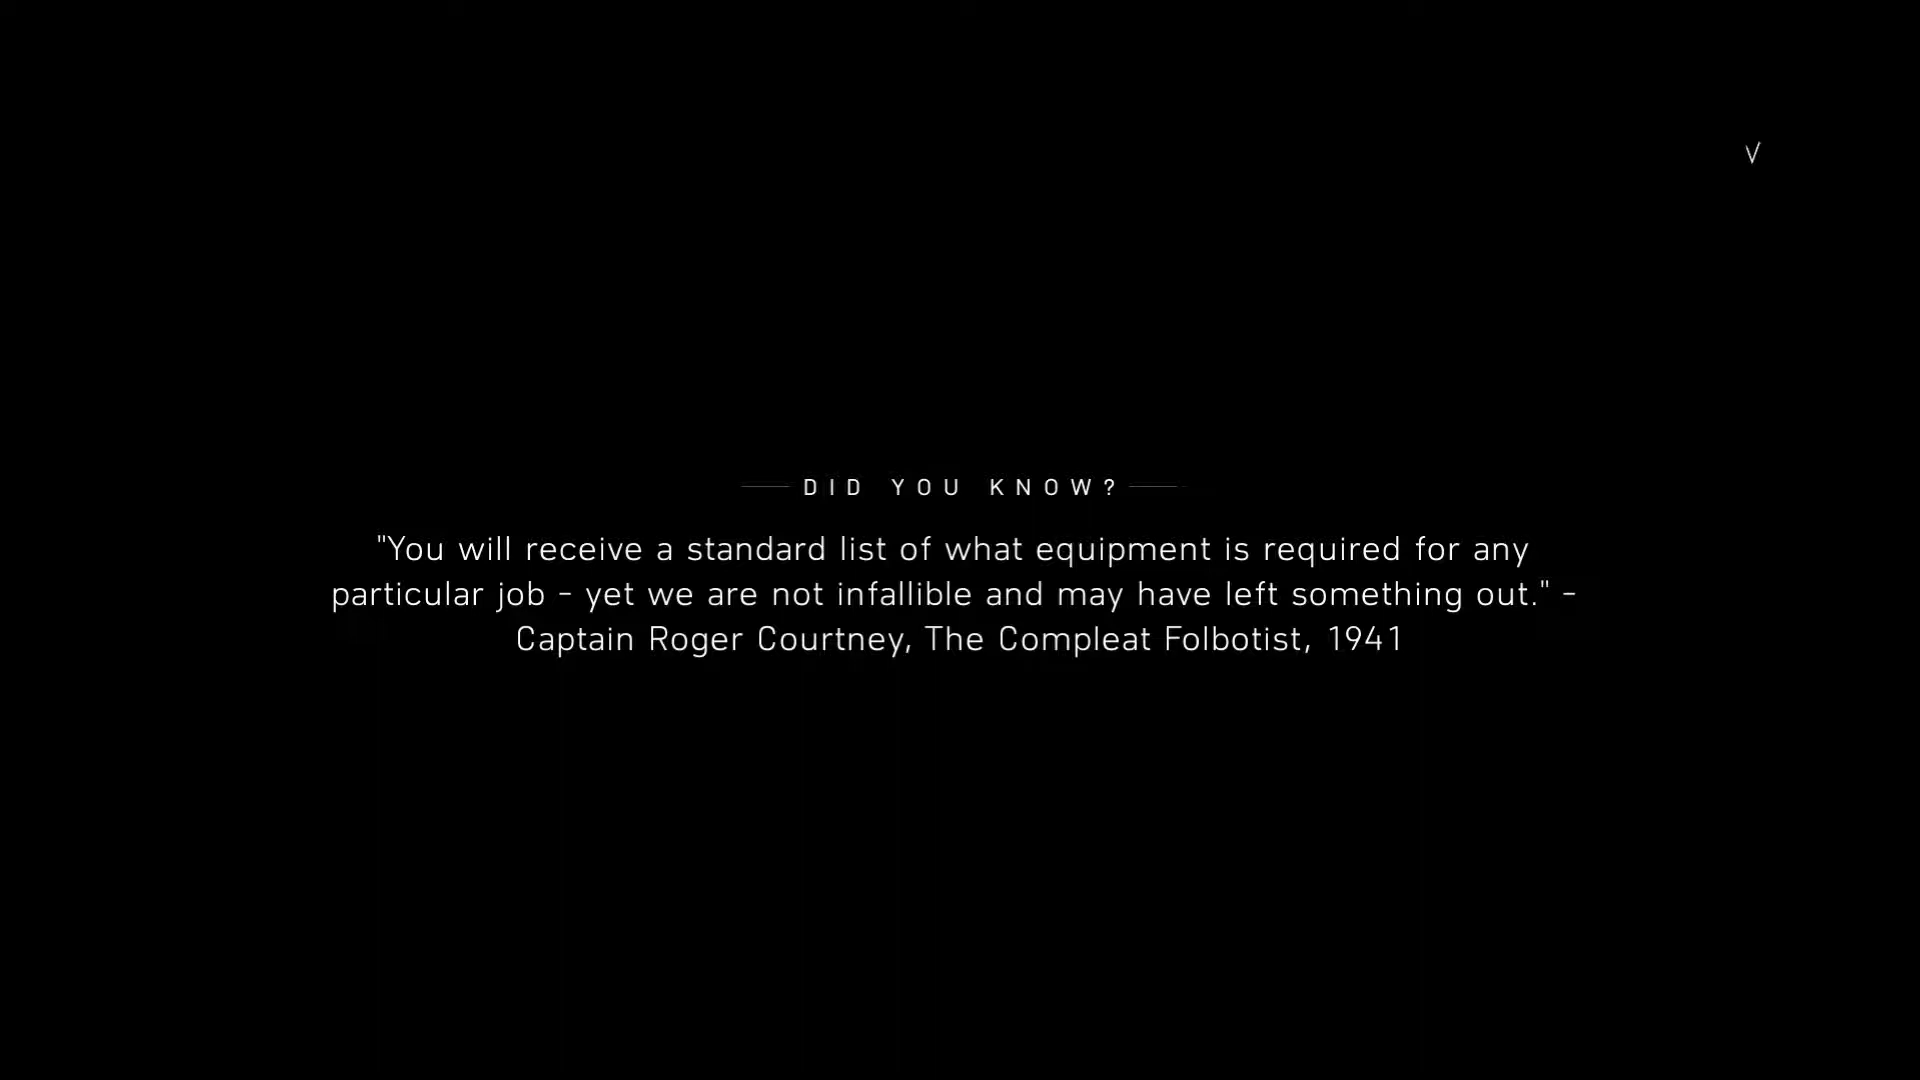 DID YOU KNOW?
"You will receive a standard list of what equipment is required for any
particular job - yet we are not infallible and may have left something out." -
Captain Roger Courtney, The Compleat Folbotist, 1941